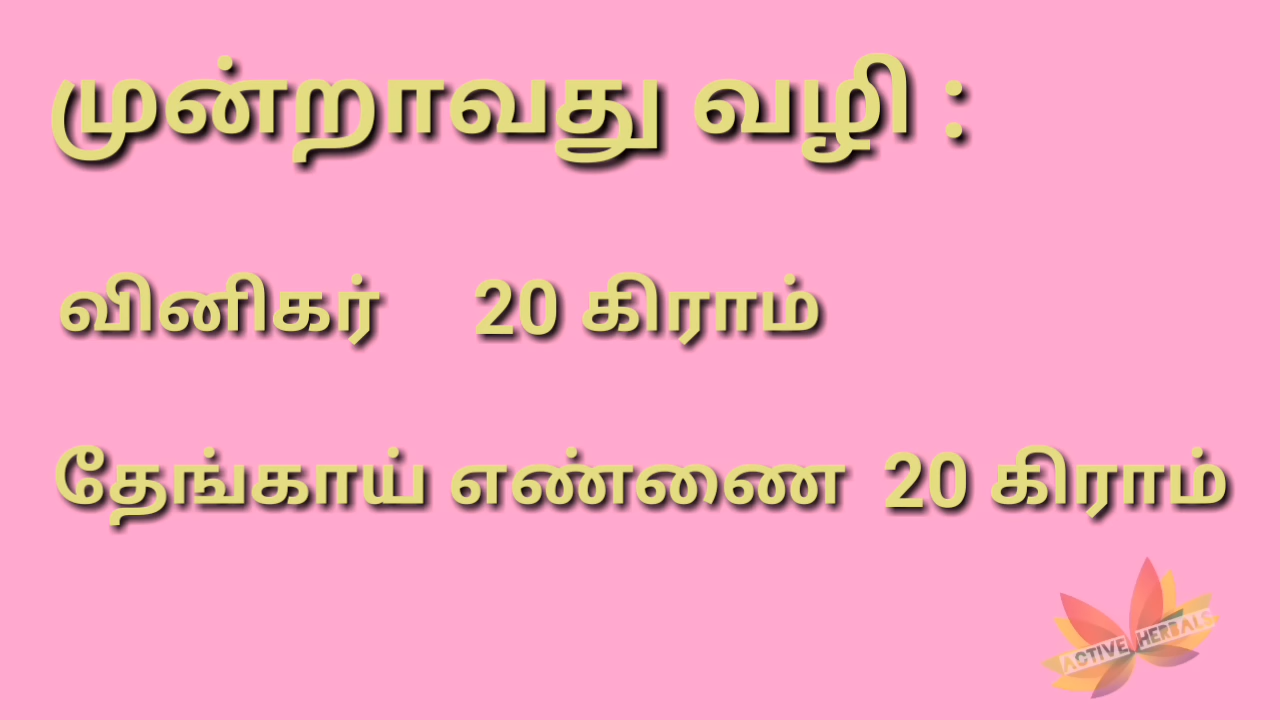 முன்றாவது வழி :
வினிகர் 20 கிராம்
தேங்காய் எண்ணை 20 கிராம்
ACTIVE HERBALS